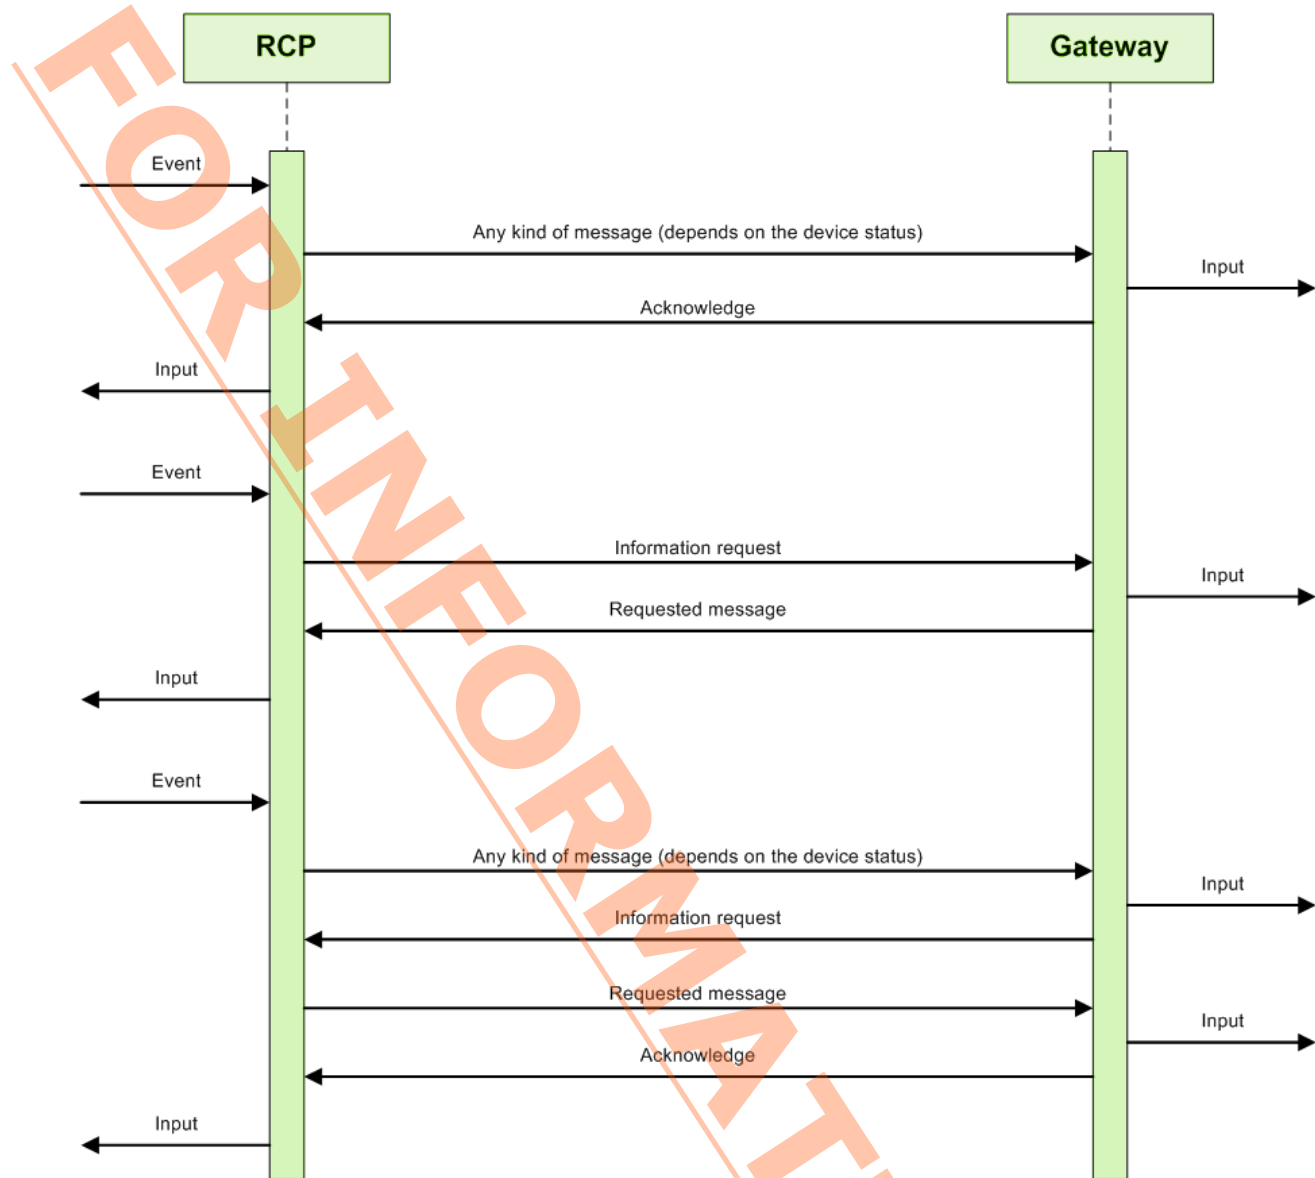 RCP
Gateway
Event
Any kind of message (depends on the device status)
Input
Acknowledge
Input
Event
Information request
Input
Requested message
Input
Event
Any kind of message (depends on the device status)
Input
Information request
Requested message
Input
Acknowledge
Input
FOR INFORMAT